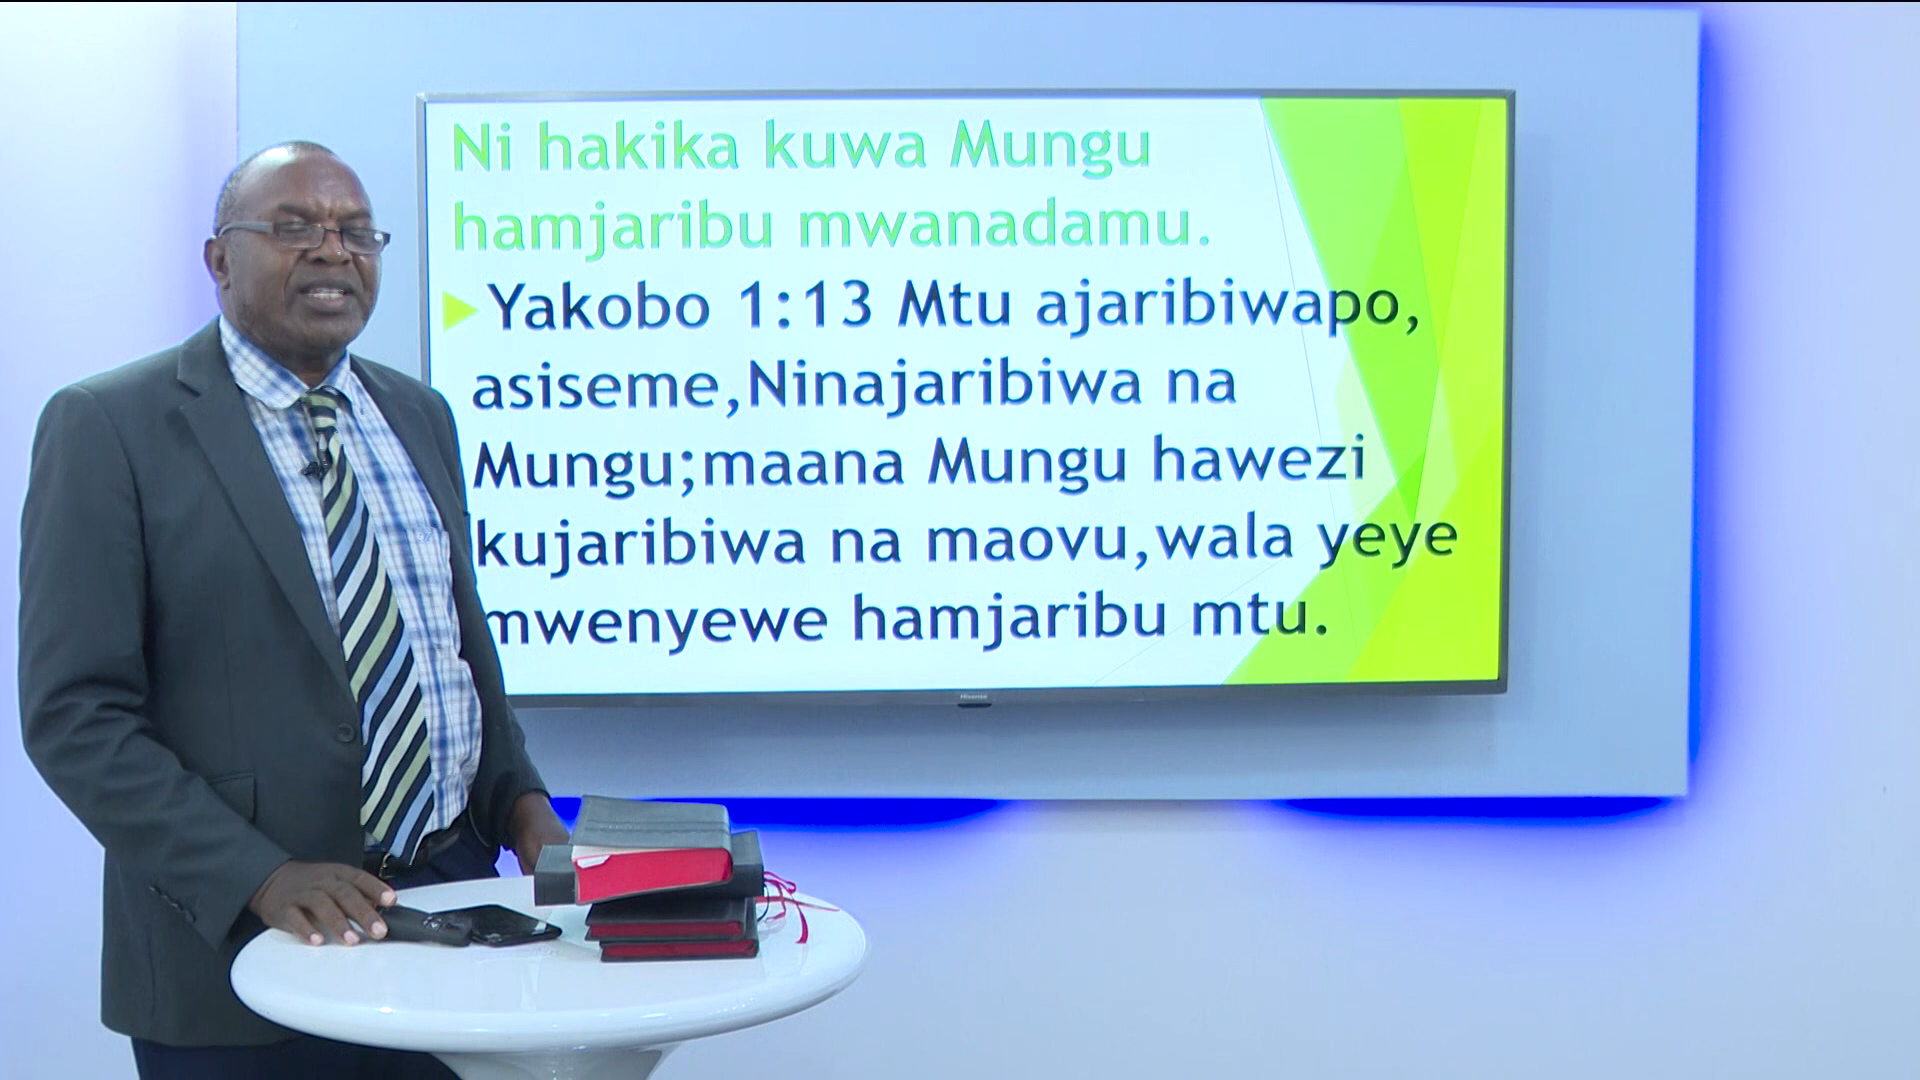 Ni hakika kuwa Mungu
hamjaribu mwanadamu.
Yakobo 1:13 Mtu ajaribiwapo,
asiseme,Ninajaribiwa na
Mungu;maana Mungu hawezi
kujaribiwa na maovu,wala yeye
mwenyewe hamjaribu mtu.
Hisense